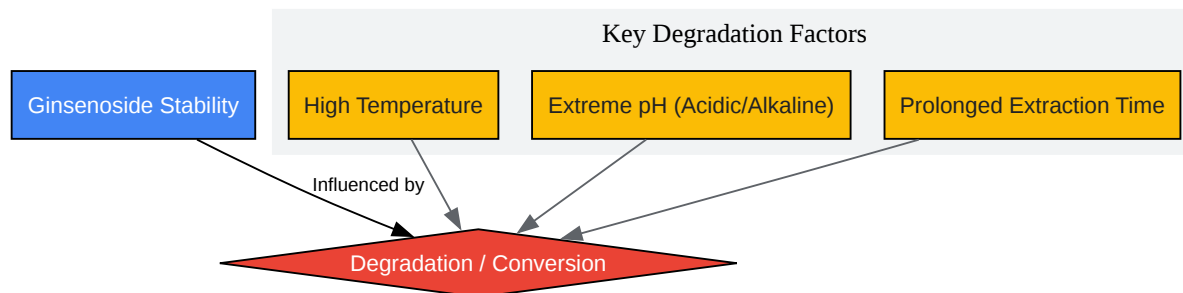 Key Degradation Factors
Ginsenoside Stability
High Temperature
Extreme pH (Acidic/Alkaline)
Prolonged Extraction Time
Influenced by
Degradation / Conversion